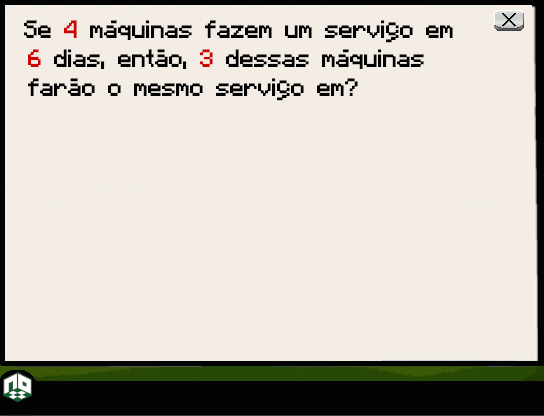 Se 4 máquinas fazem um serviço em
6 dias, então, 3 dessas máquinas
farão o mesmo serviço em?